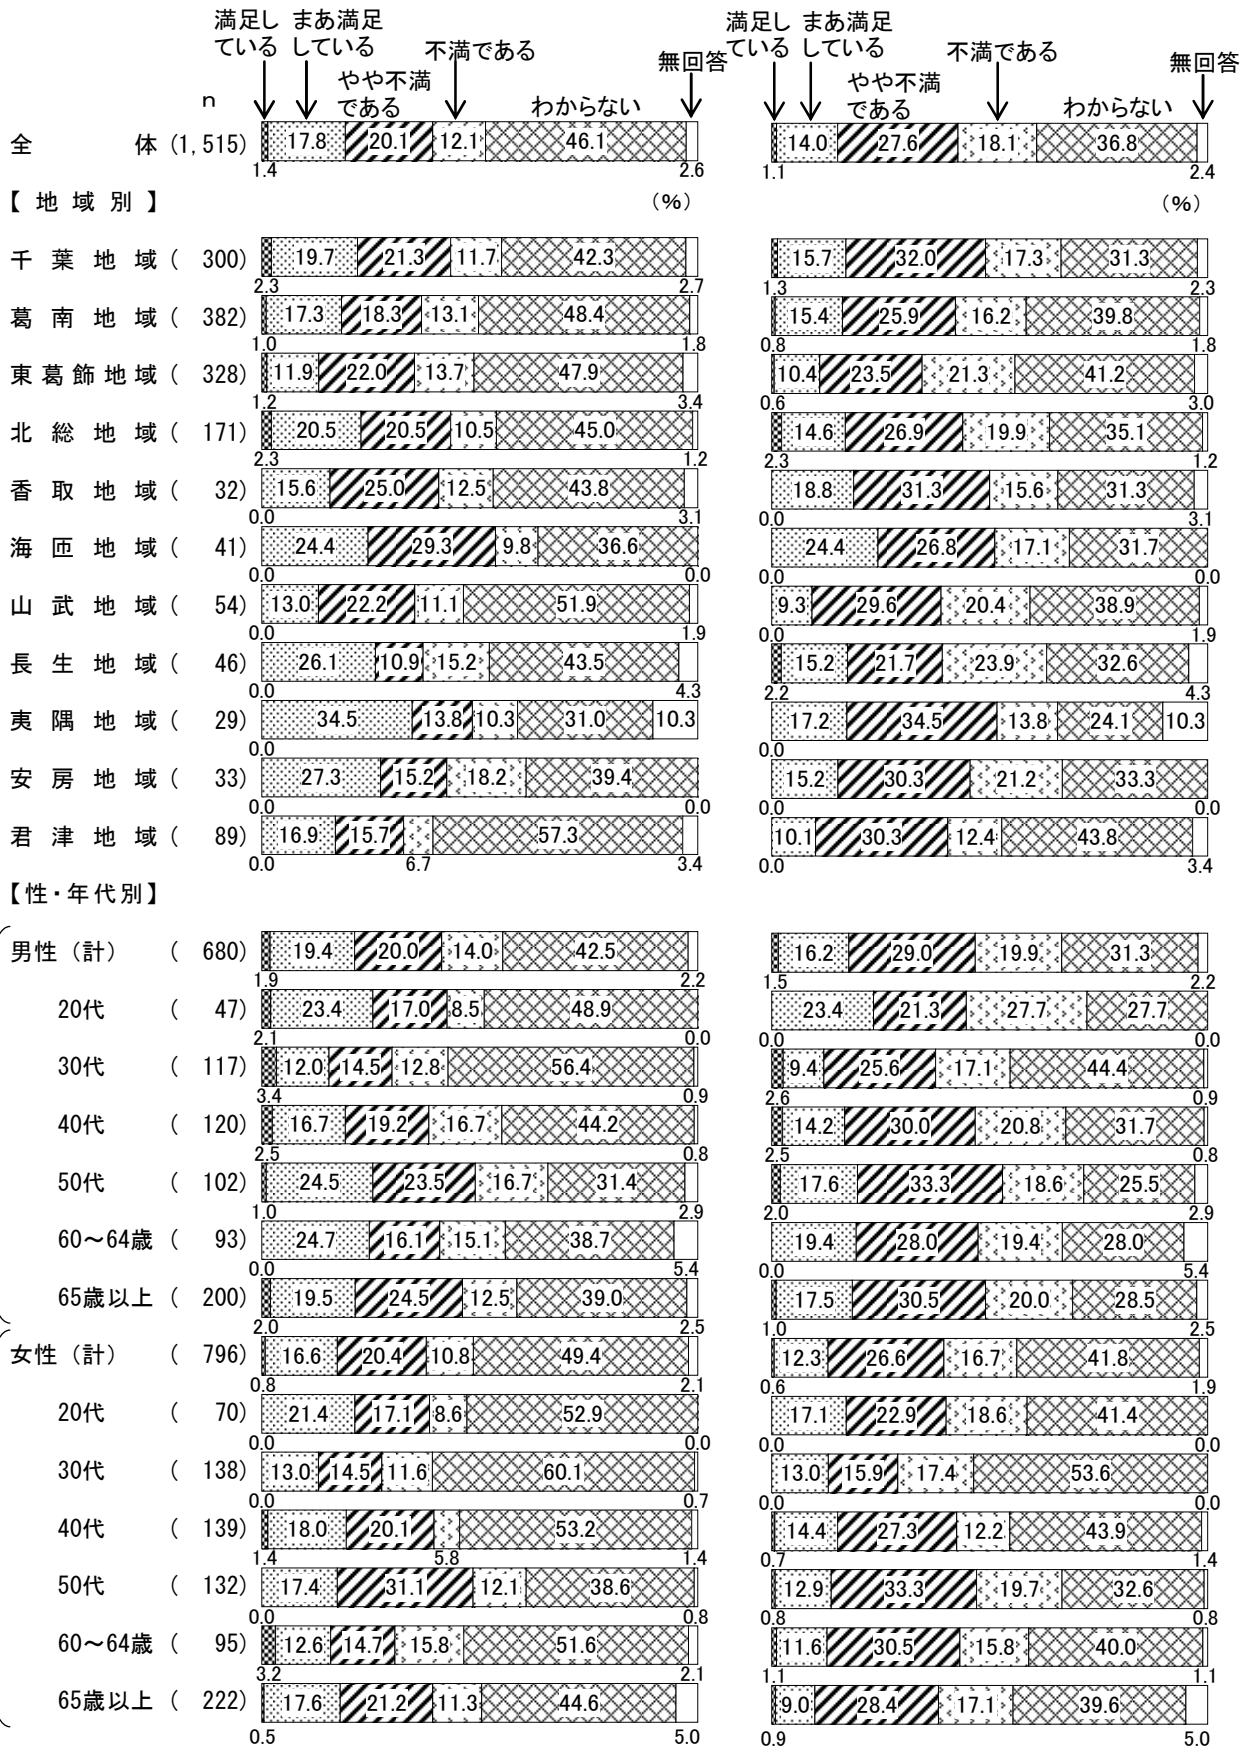 満足し まあ満足 満足し まあ満足
ている している 不満である ている している 不満である
無回答 無回答
やや不満 やや不満
n である わからない である わからない
全 体 (1,515) 17.8 20.1 12.1 46.1 14.0 27.6 18.1 36.8
1.4 2.6 1.1 2.4
【 地 域 別 】 (%) (%)
千 葉 地 域 ( 300) 19.7 21.3 11.7 42.3 15.7 32.0 17.3 31.3
2.3 2.7 1.3 2.3
葛 南 地 域 ( 382) 17.3 18.3 13.1 48.4 15.4 25.9 16.2 39.8
1.0 1.8 0.8 1.8
東 葛 飾 地 域 ( 328) 11.9 22.0 13.7 47.9 10.4 23.5 21.3 41.2
1.2 3.4 0.6 3.0
北 総 地 域 ( 171) 20.5 20.5 10.5 45.0 14.6 26.9 19.9 35.1
2.3 1.2 2.3 1.2
香 取 地 域 ( 32) 15.6 25.0 12.5 43.8 18.8 31.3 15.6 31.3
0.0 3.1 0.0 3.1
海 匝 地 域 ( 41) 24.4 29.3 9.8 36.6 24.4 26.8 17.1 31.7
0.0 0.0 0.0 0.0
山 武 地 域 ( 54) 13.0 22.2 11.1 51.9 9.3 29.6 20.4 38.9
0.0 1.9 0.0 1.9
長 生 地 域 ( 46) 26.1 10.9 15.2 43.5 15.2 21.7 23.9 32.6
0.0 4.3 2.2 4.3
夷 隅 地 域 ( 29) 34.5 13.8 10.3 31.0 10.3 17.2 34.5 13.8 24.1 10.3
0.0 0.0
安 房 地 域 ( 33) 27.3 15.2 18.2 39.4 15.2 30.3 21.2 33.3
0.0 0.0 0.0 0.0
君 津 地 域 ( 89) 16.9 15.7 57.3 10.1 30.3 12.4 43.8
0.0 6.7 3.4 0.0 3.4
【性・年代別】
男性（計） ( 680) 19.4 20.0 14.0 42.5 16.2 29.0 19.9 31.3
1.9 2.2 1.5 2.2
20代 ( 47) 23.4 17.0 8.5 48.9 23.4 21.3 27.7 27.7
2.1 0.0 0.0 0.0
30代 ( 117) 12.0 14.5 12.8 56.4 9.4 25.6 17.1 44.4
3.4 0.9 2.6 0.9
40代 ( 120) 16.7 19.2 16.7 44.2 14.2 30.0 20.8 31.7
2.5 0.8 2.5 0.8
50代 ( 102) 24.5 23.5 16.7 31.4 17.6 33.3 18.6 25.5
1.0 2.9 2.0 2.9
60～64歳 ( 93) 24.7 16.1 15.1 38.7 19.4 28.0 19.4 28.0
0.0 5.4 0.0 5.4
65歳以上 ( 200) 19.5 24.5 12.5 39.0 17.5 30.5 20.0 28.5
2.0 2.5 1.0 2.5
女性（計） ( 796) 16.6 20.4 10.8 49.4 12.3 26.6 16.7 41.8
0.8 2.1 0.6 1.9
20代 ( 70) 21.4 17.1 8.6 52.9 17.1 22.9 18.6 41.4
0.0 0.0 0.0 0.0
30代 ( 138) 13.0 14.5 11.6 60.1 13.0 15.9 17.4 53.6
0.0 0.7 0.0 0.0
40代 ( 139) 18.0 20.1 53.2 14.4 27.3 12.2 43.9
1.4 5.8 1.4 0.7 1.4
50代 ( 132) 17.4 31.1 12.1 38.6 12.9 33.3 19.7 32.6
0.0 0.8 0.8 0.8
60～64歳 ( 95) 12.6 14.7 15.8 51.6 11.6 30.5 15.8 40.0
3.2 2.1 1.1 1.1
65歳以上 ( 222) 17.6 21.2 11.3 44.6 9.0 28.4 17.1 39.6
0.5 5.0 0.9 5.0